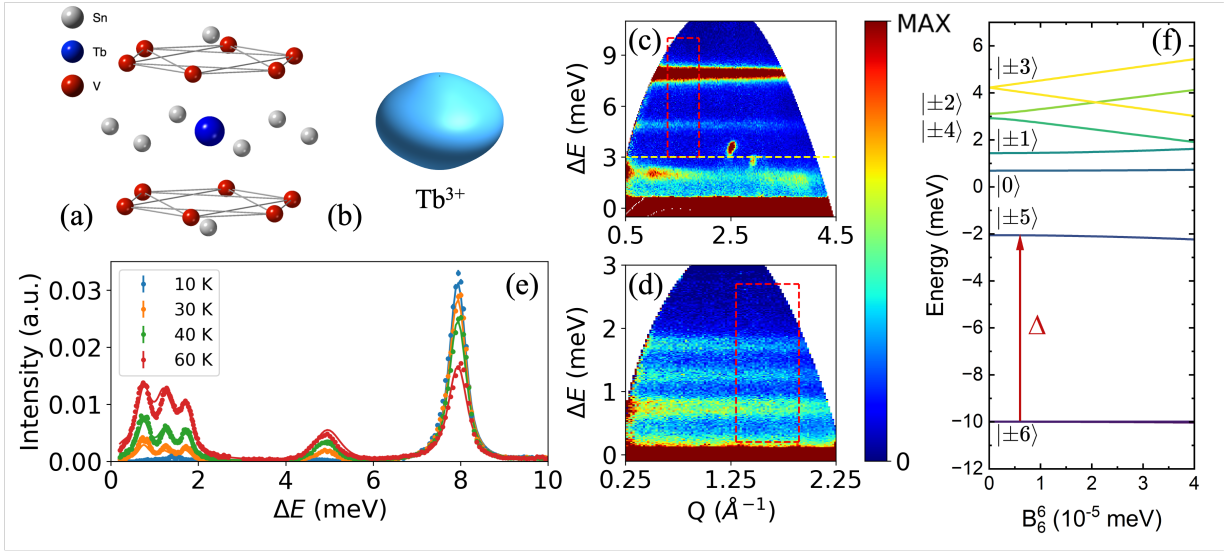 Sn
Tb
V
(a)
(b)
Tb³⁺
(c)
ΔE (meV)
9
6
3
0
0.5
2.5
4.5
MAX
0
(d)
ΔE (meV)
3
2
1
0
0.25
1.25
2.25
Q (Å⁻¹)
(e)
Intensity (a.u.)
0.03
0.02
0.01
0.00
10 K
30 K
40 K
60 K
0
2
4
6
8
10
ΔE (meV)
(f)
Energy (meV)
6
4
2
0
−2
−4
−6
−8
−10
−12
|±3⟩
|±2⟩
|±4⟩
|±1⟩
|0⟩
|±5⟩
Δ
|±6⟩
0
1
2
3
4
B⁶₆ (10⁻⁵ meV)